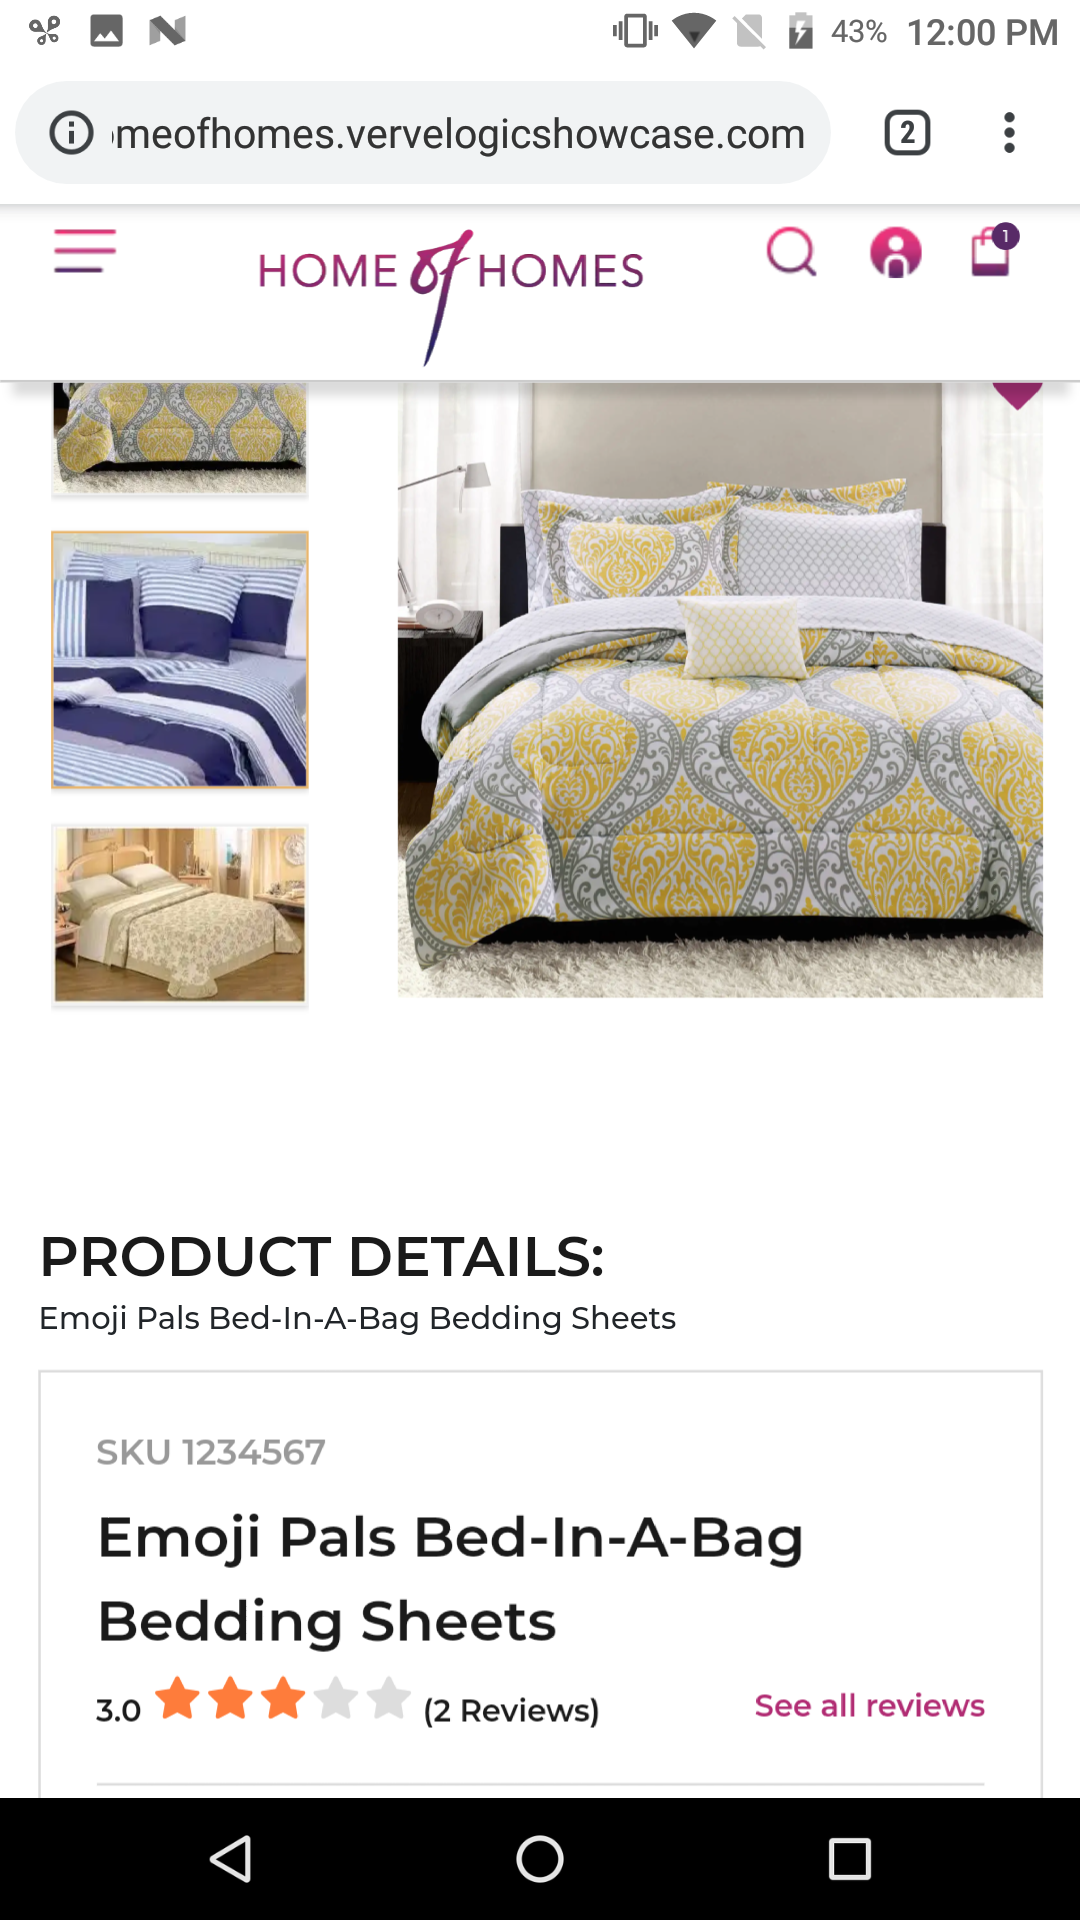 43% 12:00 PM
omeofhomes.vervelogicshowcase.com
2
HOME of HOMES
1
PRODUCT DETAILS:
Emoji Pals Bed-In-A-Bag Bedding Sheets
SKU 1234567
Emoji Pals Bed-In-A-Bag
Bedding Sheets
3.0 (2 Reviews) See all reviews